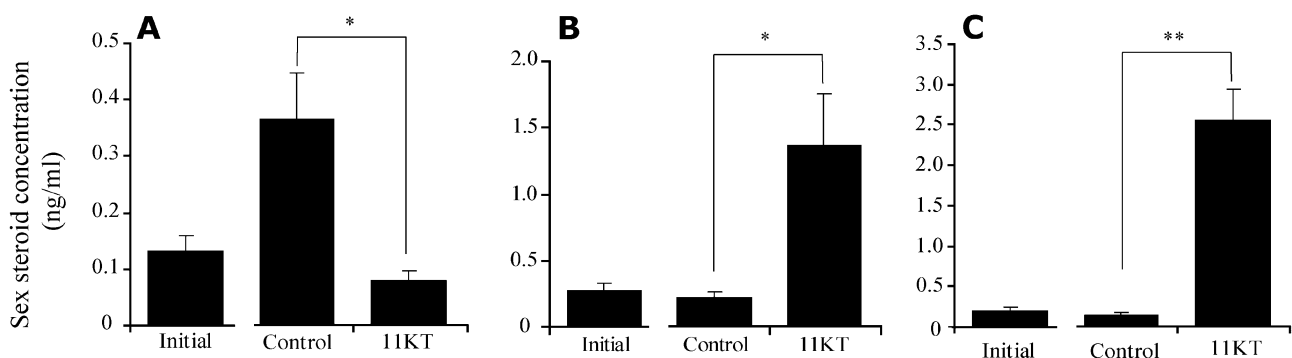 Sex steroid concentration
(ng/ml)
A
*
0.5
0.4
0.3
0.2
0.1
0
Initial
Control
11KT
B
*
2.0
1.5
1.0
0.5
0
Initial
Control
11KT
C
**
3.5
3.0
2.5
2.0
1.5
1.0
0.5
0
Initial
Control
11KT